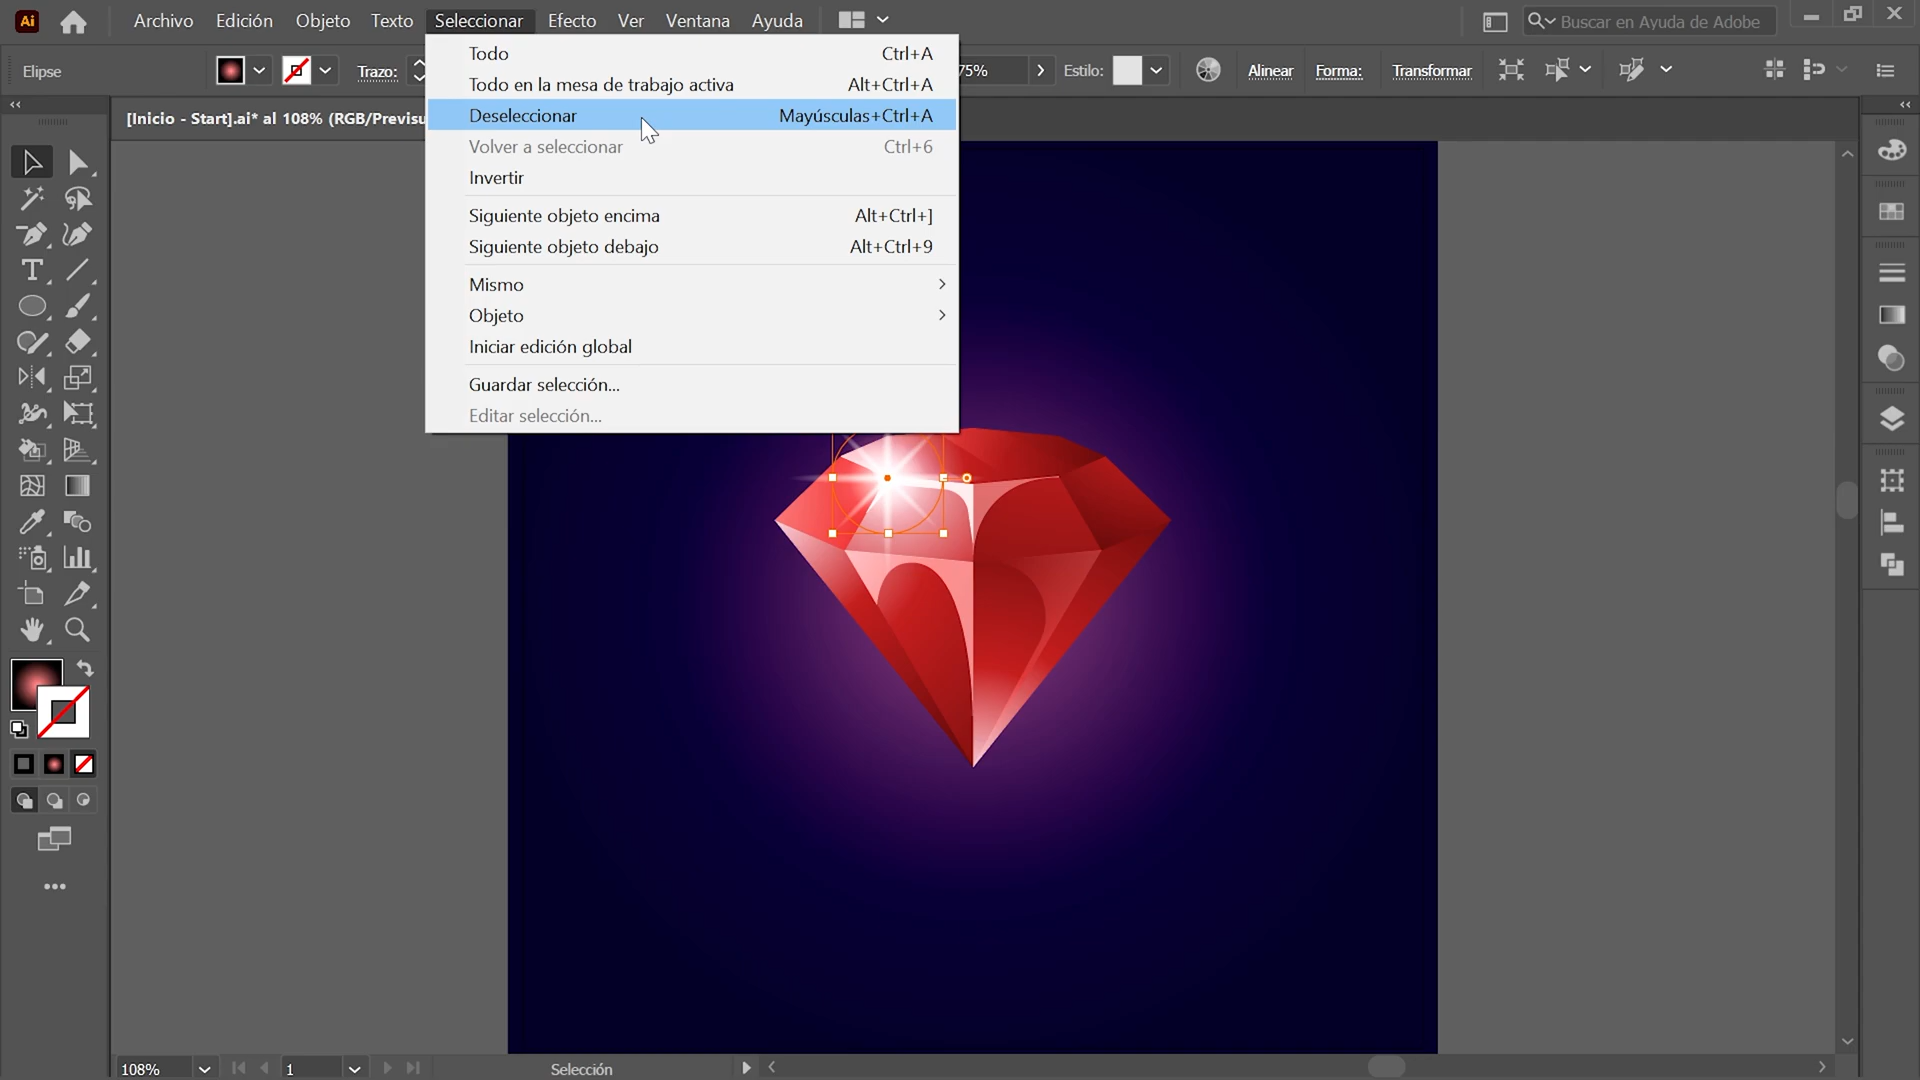 Ai
Archivo Edición Objeto Texto Seleccionar Efecto Ver Ventana Ayuda
Buscar en Ayuda de Adobe
Elipse
Trazo:
75%
Estilo:
Alinear
Forma:
Transformar
[Inicio - Start].ai* al 108% (RGB/Previsu
Todo Ctrl+A
Todo en la mesa de trabajo activa Alt+Ctrl+A
Deseleccionar Mayúsculas+Ctrl+A
Volver a seleccionar Ctrl+6
Invertir
Siguiente objeto encima Alt+Ctrl+]
Siguiente objeto debajo Alt+Ctrl+9
Mismo
Objeto
Iniciar edición global
Guardar selección...
Editar selección...
108%
1
Selección